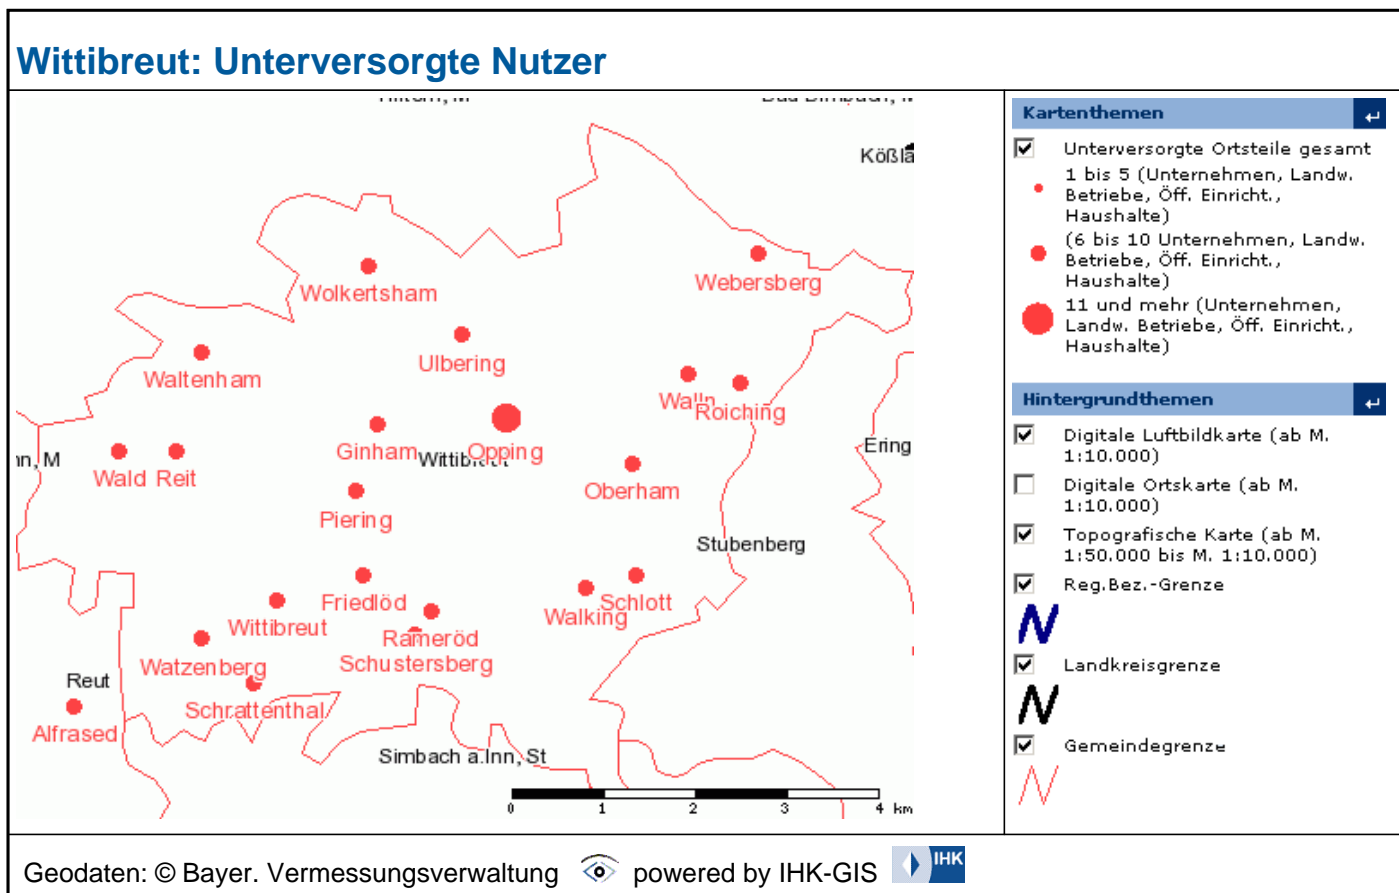 Wittibreut: Unterversorgte Nutzer
Kößla
Webersberg
Wolkertsham
Ulbering
Waltenham
Walln
Roiching
Ginham
Wittibreut
Opping
Ering
nn, M
Wald
Reit
Oberham
Piering
Stubenberg
Friedlöd
Schlott
Walking
Wittibreut
Rameröd
Schustersberg
Watzenberg
Reut
Schrattenthal
Alfrased
Simbach a.Inn, St
0 1 2 3 4 km
Kartenthemen
Unterversorgte Ortsteile gesamt
1 bis 5 (Unternehmen, Landw.
Betriebe, Öff. Einricht.,
Haushalte)
(6 bis 10 Unternehmen, Landw.
Betriebe, Öff. Einricht.,
Haushalte)
11 und mehr (Unternehmen,
Landw. Betriebe, Öff. Einricht.,
Haushalte)
Hintergrundthemen
Digitale Luftbildkarte (ab M.
1:10.000)
Digitale Ortskarte (ab M.
1:10.000)
Topografische Karte (ab M.
1:50.000 bis M. 1:10.000)
Reg.Bez.-Grenze
Landkreisgrenze
Gemeindegrenze
Geodaten: © Bayer. Vermessungsverwaltung powered by IHK-GIS IHK